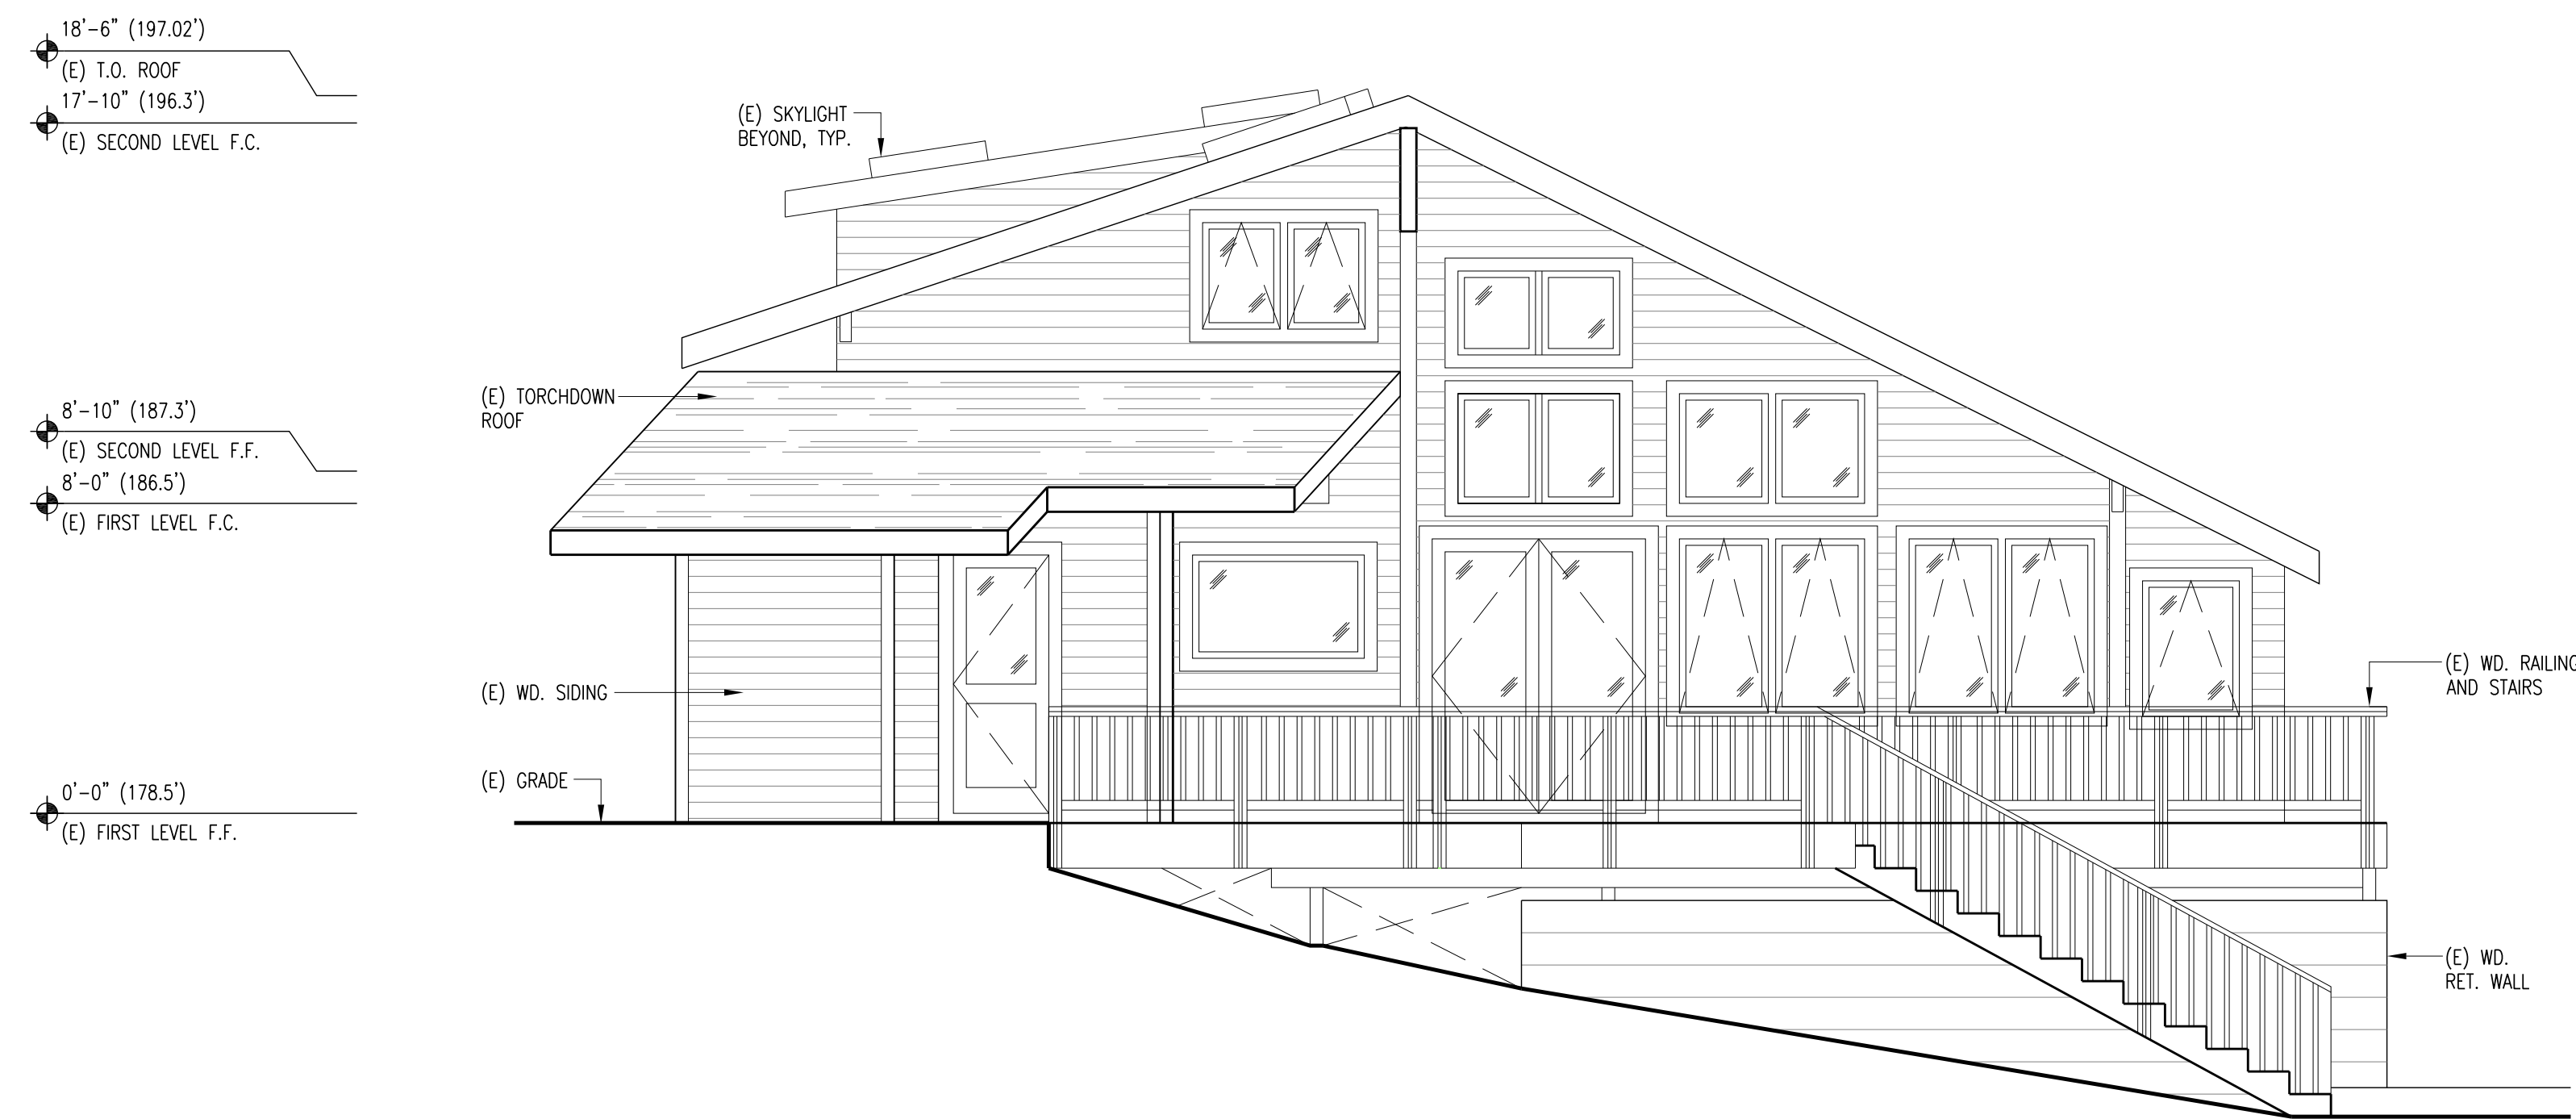 18'-6" (197.02')
(E) T.O. ROOF
17'-10" (196.3')
(E) SECOND LEVEL F.C.
(E) SKYLIGHT
BEYOND, TYP.
8'-10" (187.3')
(E) SECOND LEVEL F.F.
8'-0" (186.5')
(E) FIRST LEVEL F.C.
(E) TORCHDOWN
ROOF
(E) WD. SIDING
(E) GRADE
0'-0" (178.5')
(E) FIRST LEVEL F.F.
(E) WD. RAILING
AND STAIRS
(E) WD.
RET. WALL